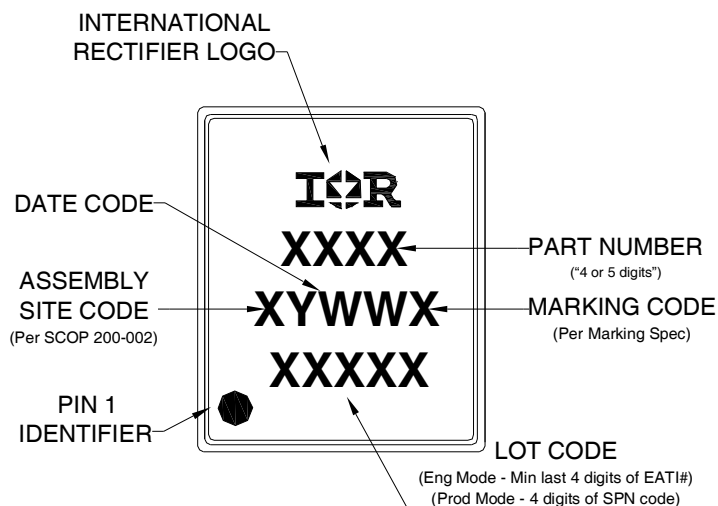 INTERNATIONAL
RECTIFIER LOGO
IOR
DATE CODE
XXXX
PART NUMBER
("4 or 5 digits")
ASSEMBLY
SITE CODE
(Per SCOP 200-002)
XYWWX
MARKING CODE
(Per Marking Spec)
XXXXX
PIN 1
IDENTIFIER
LOT CODE
(Eng Mode - Min last 4 digits of EATI#)
(Prod Mode - 4 digits of SPN code)